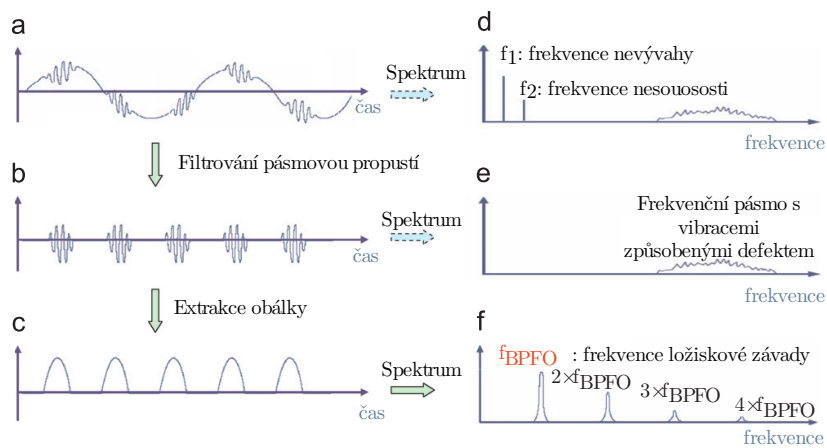 a
čas
Spektrum
d
f1: frekvence nevývahy
f2: frekvence nesouososti
frekvence
Filtrování pásmovou propustí
b
čas
Spektrum
e
Frekvenční pásmo s
vibracemi
způsobenými defektem
frekvence
Extrakce obálky
c
čas
Spektrum
f
fBPFO : frekvence ložiskové závady
2×fBPFO
3×fBPFO
4×fBPFO
frekvence